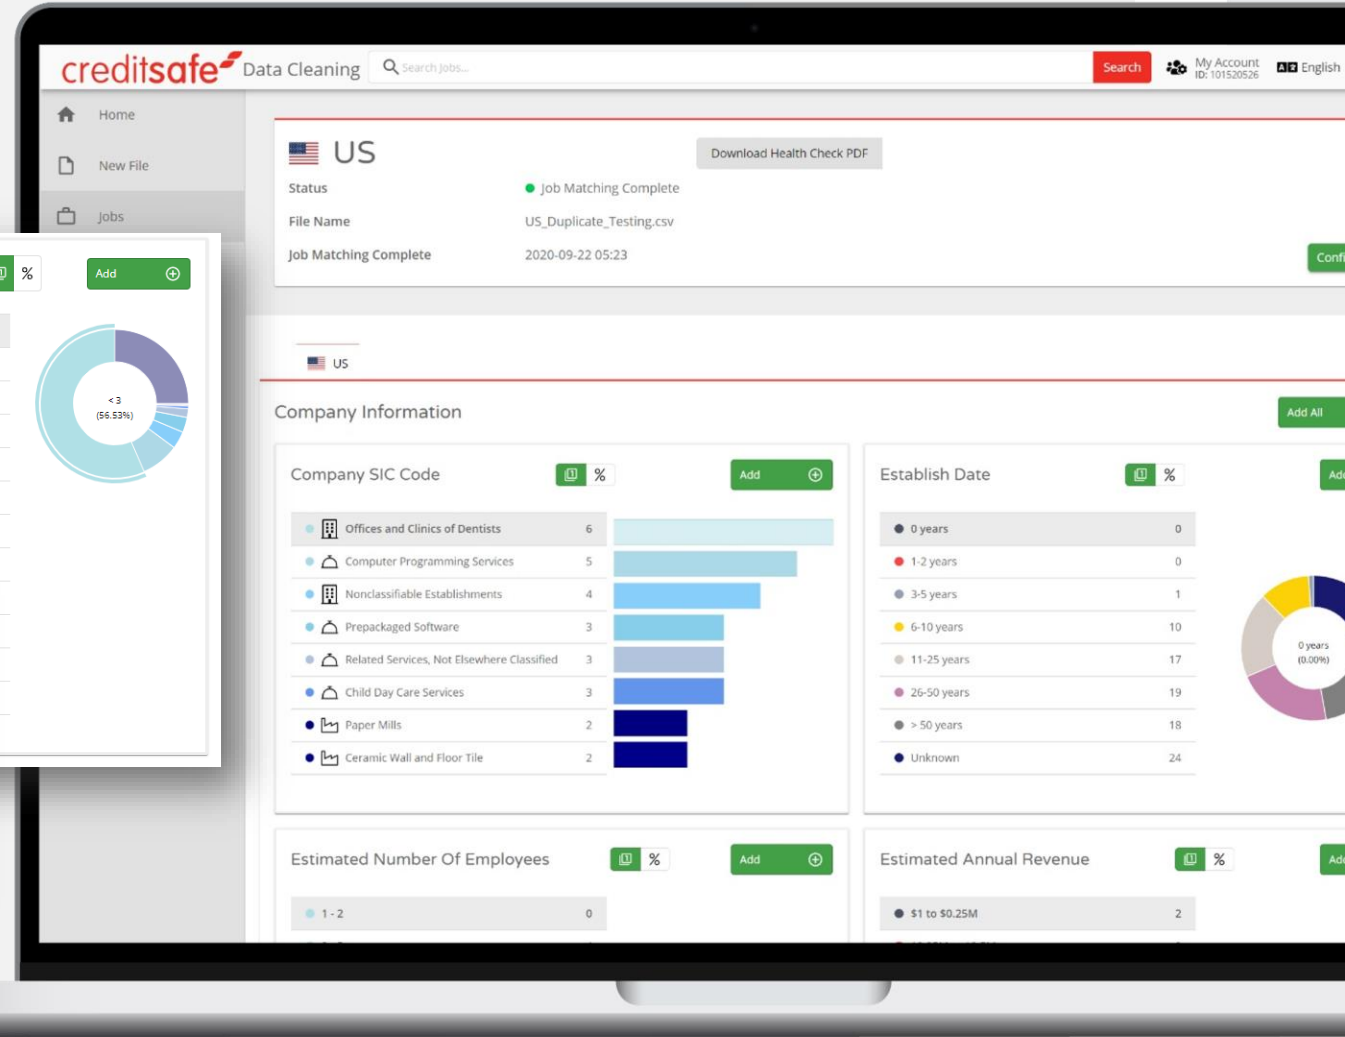 creditsafe Data Cleaning
Search Jobs...
Search
My Account
ID: 101520526
English
Home
New File
Jobs
US
Download Health Check PDF
Status
Job Matching Complete
File Name
US_Duplicate_Testing.csv
Job Matching Complete
2020-09-22 05:23
Confi
%
Add
< 3
(56.53%)
US
Company Information
Add All
Company SIC Code
%
Add
Offices and Clinics of Dentists 6
Computer Programming Services 5
Nonclassifiable Establishments 4
Prepackaged Software 3
Related Services, Not Elsewhere Classified 3
Child Day Care Services 3
Paper Mills 2
Ceramic Wall and Floor Tile 2
Establish Date
%
Add
0 years 0
1-2 years 0
3-5 years 1
6-10 years 10
11-25 years 17
26-50 years 19
> 50 years 18
Unknown 24
0 years
(0.00%)
Estimated Number Of Employees
%
Add
1 - 2 0
Estimated Annual Revenue
%
Add
$1 to $0.25M 2